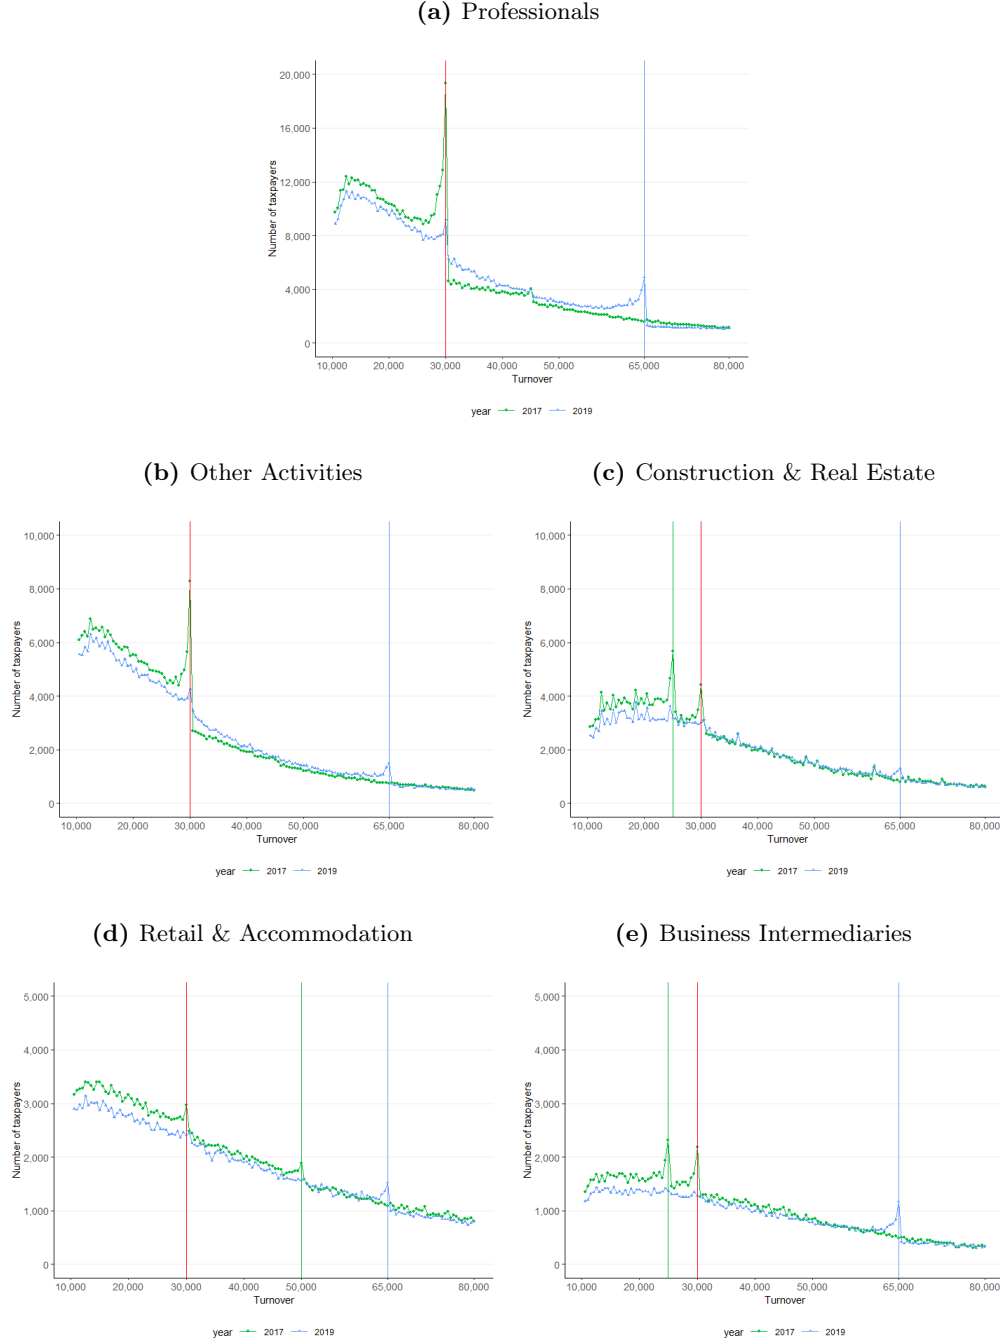 (a) Professionals
20,000
16,000
12,000
8,000
4,000
0
Number of taxpayers
10,000 20,000 30,000 40,000 50,000 65,000 80,000
Turnover
year 2017 2019
(b) Other Activities
10,000
8,000
6,000
4,000
2,000
0
Number of taxpayers
10,000 20,000 30,000 40,000 50,000 65,000 80,000
Turnover
year 2017 2019
(c) Construction & Real Estate
10,000
8,000
6,000
4,000
2,000
0
Number of taxpayers
10,000 20,000 30,000 40,000 50,000 65,000 80,000
Turnover
year 2017 2019
(d) Retail & Accommodation
5,000
4,000
3,000
2,000
1,000
0
Number of taxpayers
10,000 20,000 30,000 40,000 50,000 65,000 80,000
Turnover
year 2017 2019
(e) Business Intermediaries
5,000
4,000
3,000
2,000
1,000
0
Number of taxpayers
10,000 20,000 30,000 40,000 50,000 65,000 80,000
Turnover
year 2017 2019